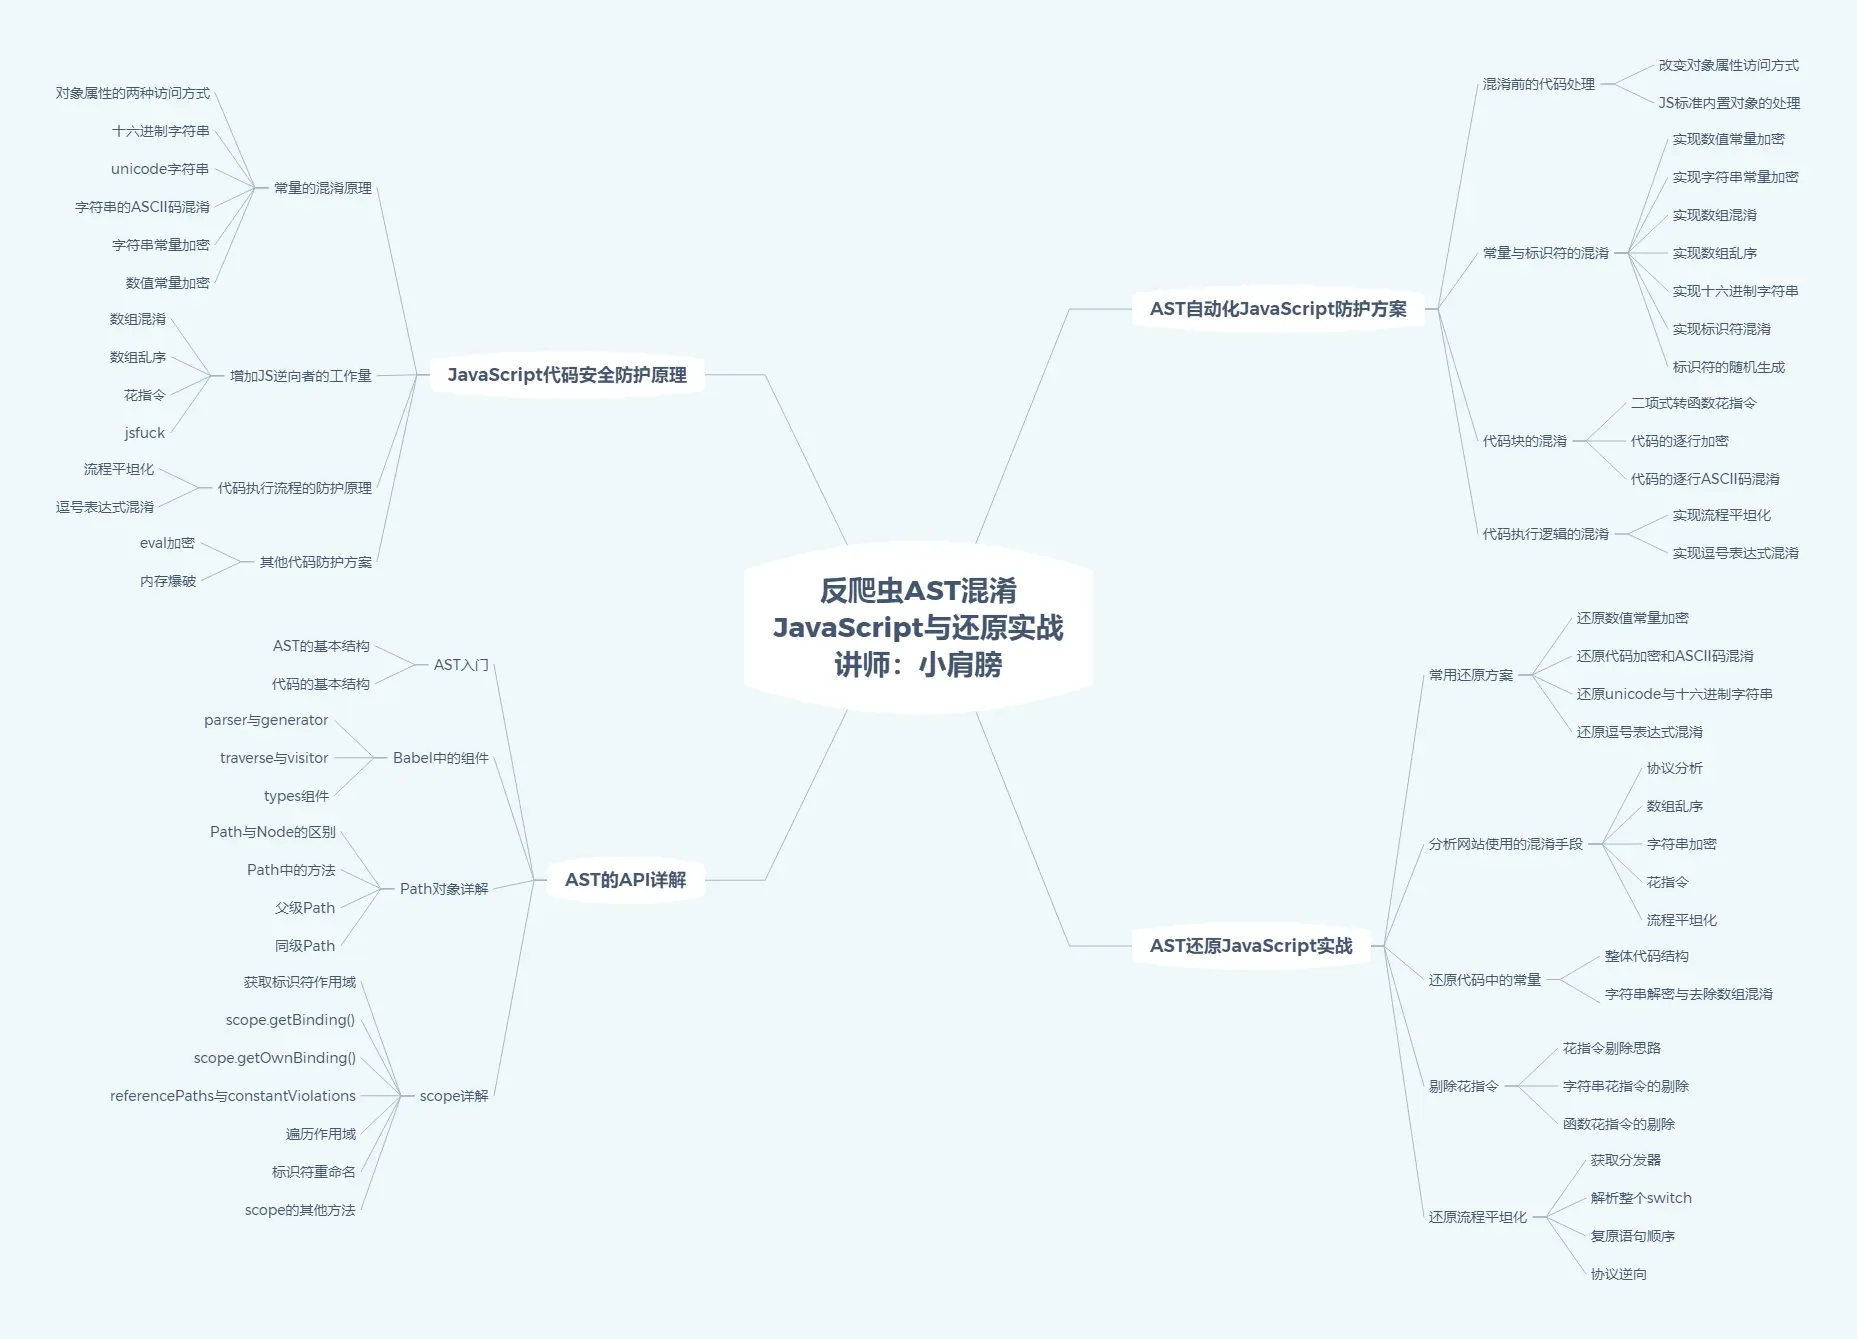 反爬虫AST混淆
JavaScript与还原实战
讲师：小肩膀
JavaScript代码安全防护原理
常量的混淆原理
对象属性的两种访问方式
十六进制字符串
unicode字符串
字符串的ASCII码混淆
字符串常量加密
数值常量加密
增加JS逆向者的工作量
数组混淆
数组乱序
花指令
jsfuck
代码执行流程的防护原理
流程平坦化
逗号表达式混淆
其他代码防护方案
eval加密
内存爆破
AST的API详解
AST入门
AST的基本结构
代码的基本结构
Babel中的组件
parser与generator
traverse与visitor
types组件
Path对象详解
Path与Node的区别
Path中的方法
父级Path
同级Path
scope详解
获取标识符作用域
scope.getBinding()
scope.getOwnBinding()
referencePaths与constantViolations
遍历作用域
标识符重命名
scope的其他方法
AST自动化JavaScript防护方案
混淆前的代码处理
改变对象属性访问方式
JS标准内置对象的处理
常量与标识符的混淆
实现数值常量加密
实现字符串常量加密
实现数组混淆
实现数组乱序
实现十六进制字符串
实现标识符混淆
标识符的随机生成
代码块的混淆
二项式转函数花指令
代码的逐行加密
代码的逐行ASCII码混淆
代码执行逻辑的混淆
实现流程平坦化
实现逗号表达式混淆
AST还原JavaScript实战
常用还原方案
还原数值常量加密
还原代码加密和ASCII码混淆
还原unicode与十六进制字符串
还原逗号表达式混淆
分析网站使用的混淆手段
协议分析
数组乱序
字符串加密
花指令
流程平坦化
还原代码中的常量
整体代码结构
字符串解密与去除数组混淆
剔除花指令
花指令剔除思路
字符串花指令的剔除
函数花指令的剔除
还原流程平坦化
获取分发器
解析整个switch
复原语句顺序
协议逆向